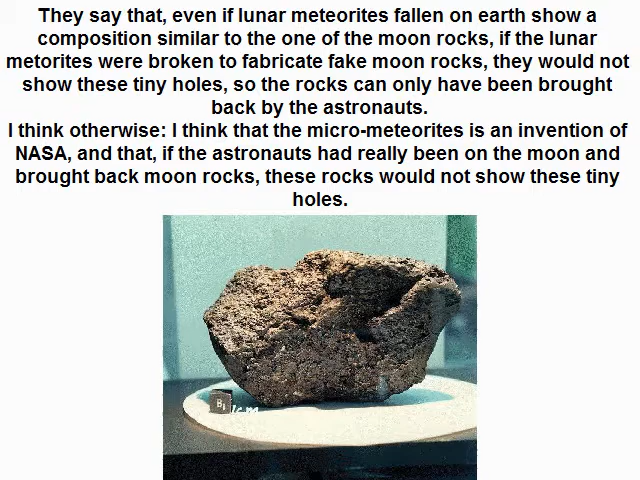 They say that, even if lunar meteorites fallen on earth show a
composition similar to the one of the moon rocks, if the lunar
metorites were broken to fabricate fake moon rocks, they would not
show these tiny holes, so the rocks can only have been brought
back by the astronauts.
I think otherwise: I think that the micro-meteorites is an invention of
NASA, and that, if the astronauts had really been on the moon and
brought back moon rocks, these rocks would not show these tiny
holes.
B1
1cm